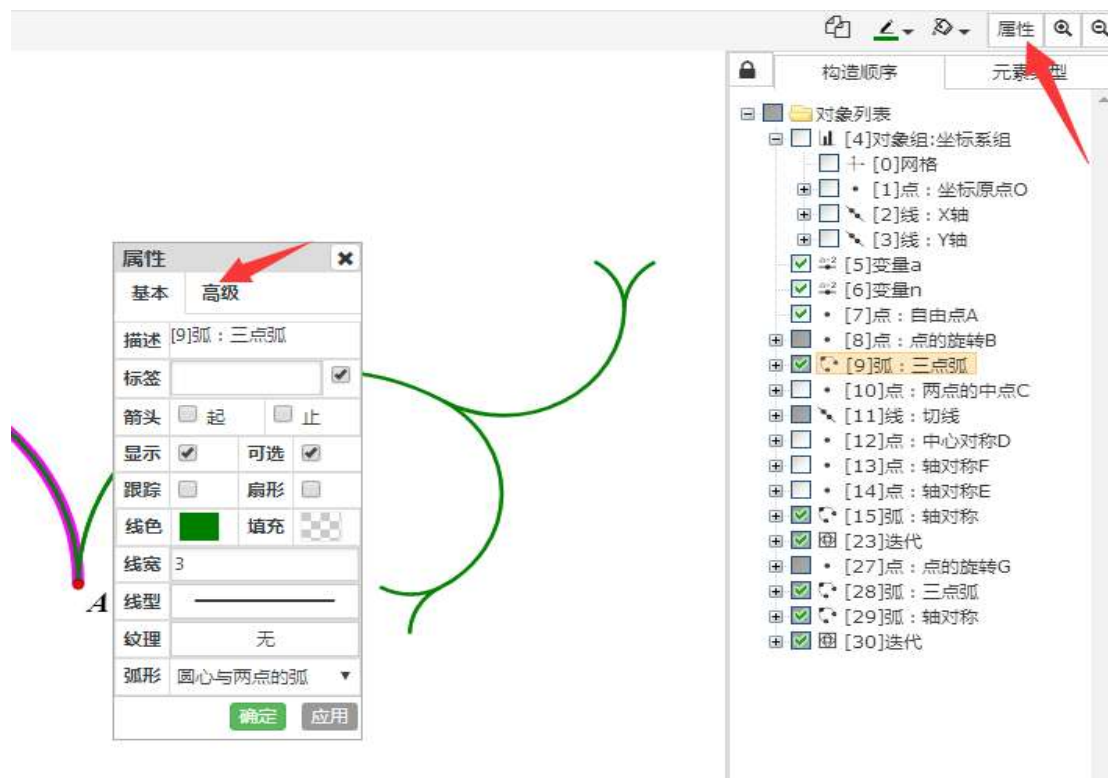 属性
构造顺序 元素类型
对象列表
[4]对象组:坐标系组
[0]网格
[1]点：坐标原点O
[2]线：X轴
[3]线：Y轴
[5]变量a
[6]变量n
[7]点：自由点A
[8]点：点的旋转B
[9]弧：三点弧
[10]点：两点的中点C
[11]线：切线
[12]点：中心对称D
[13]点：轴对称F
[14]点：轴对称E
[15]弧：轴对称
[23]迭代
[27]点：点的旋转G
[28]弧：三点弧
[29]弧：轴对称
[30]迭代
属性
基本 高级
描述 [9]弧：三点弧
标签
箭头 起 止
显示 可选
跟踪 扇形
线色 填充
线宽 3
线型
纹理 无
弧形 圆心与两点的弧
确定 应用
A